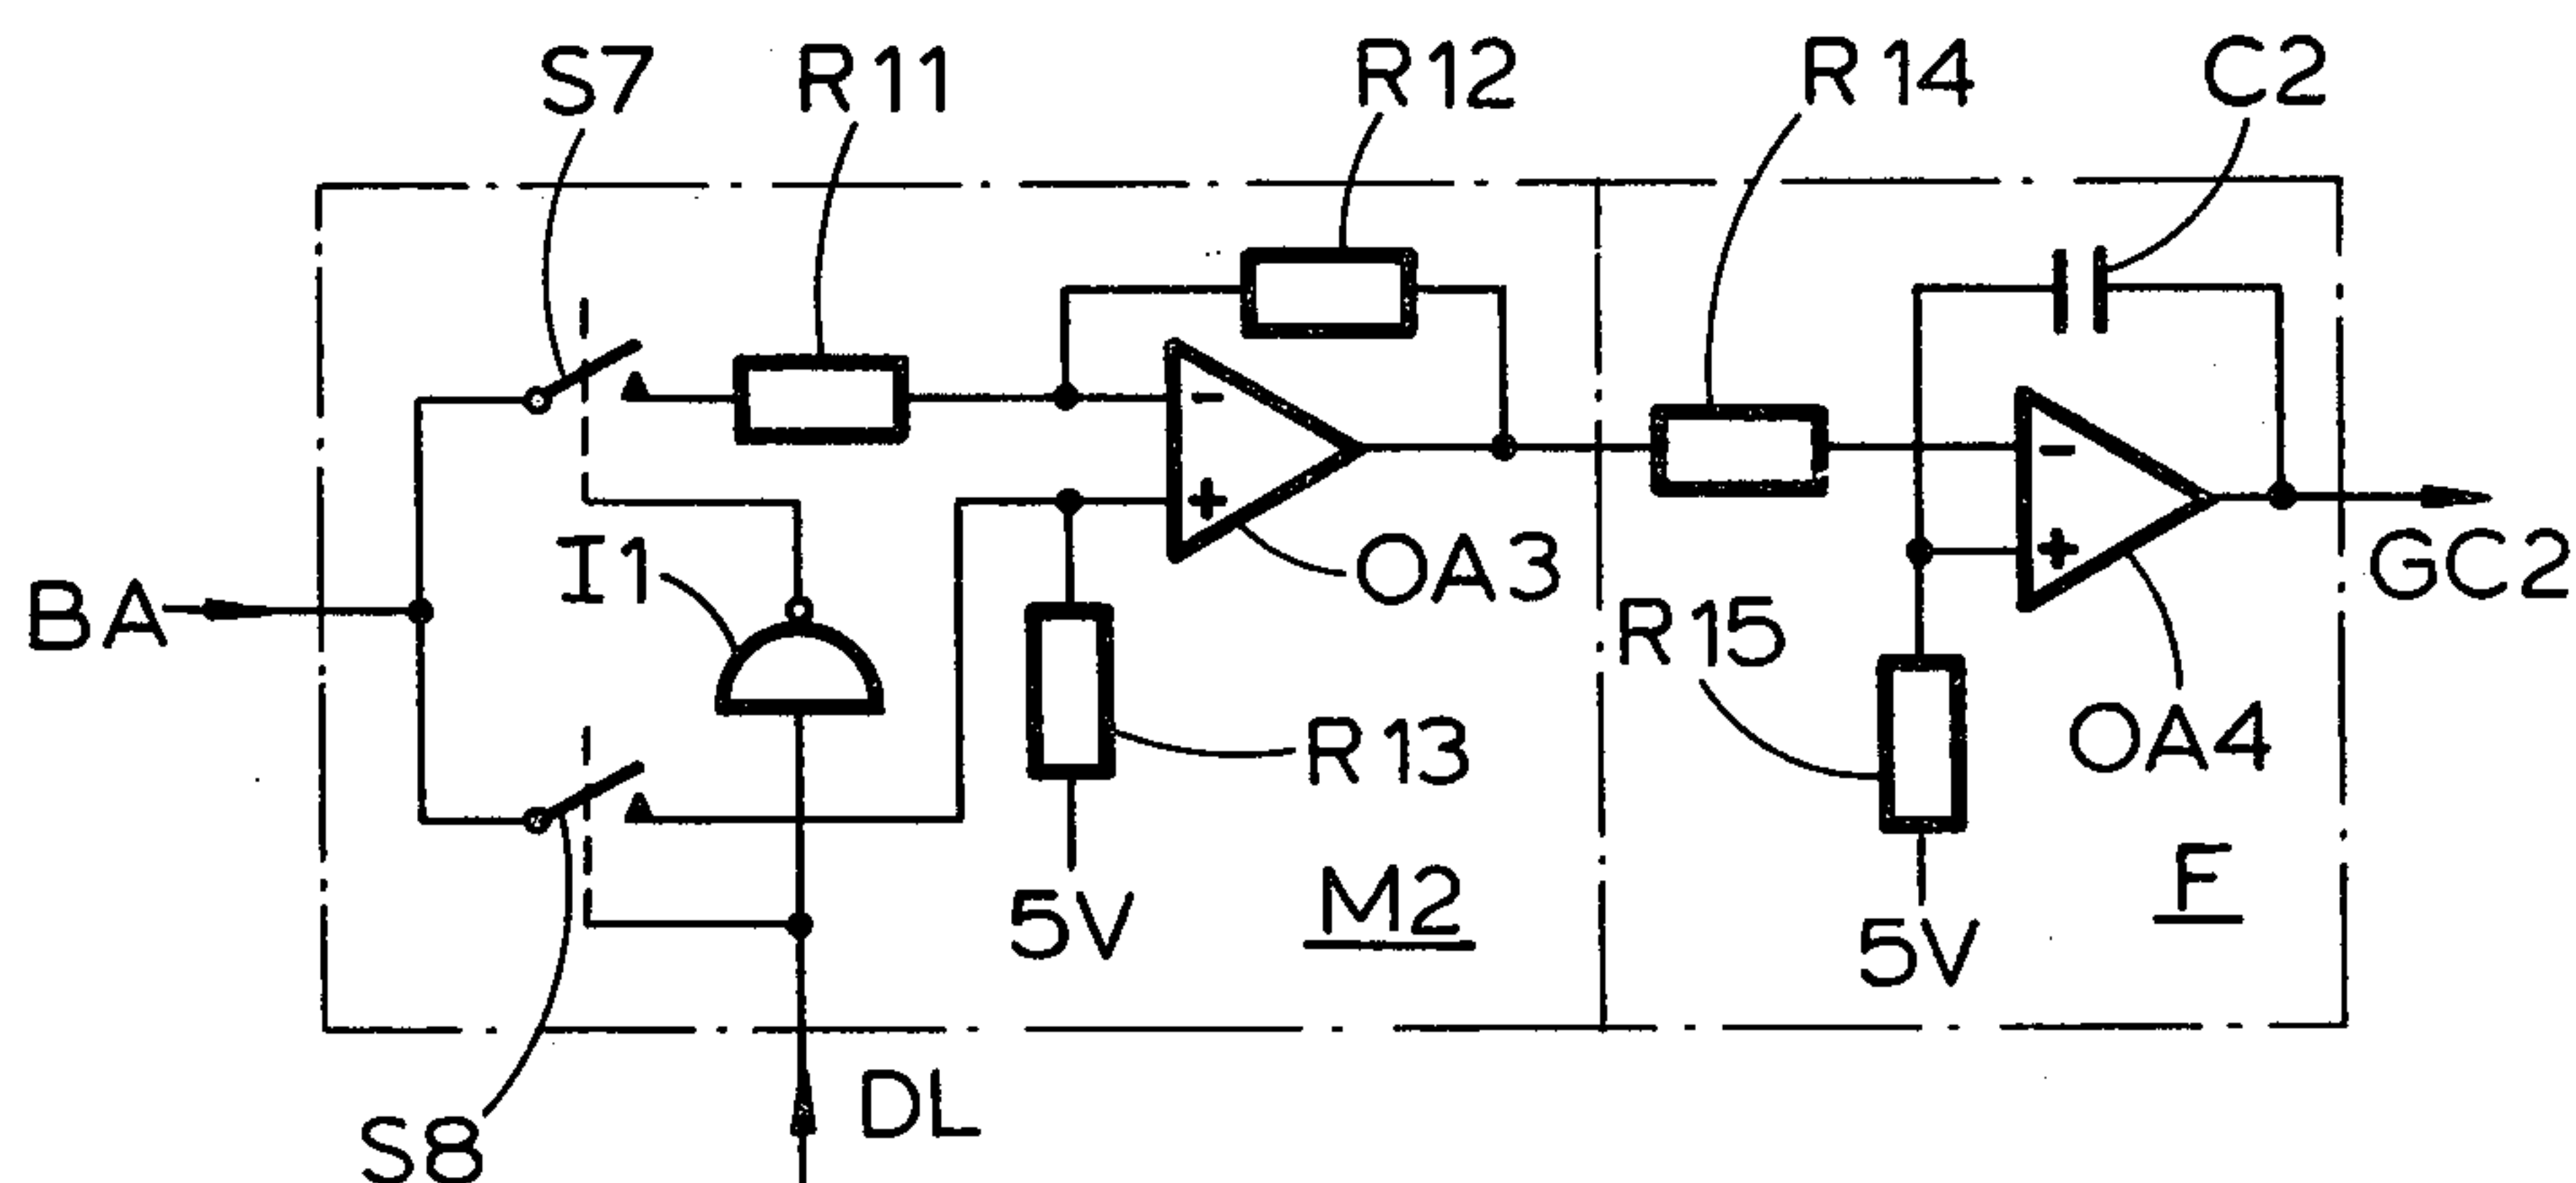 S7
R11
R12
R14
C2
-
-
+
+
I1
OA3
BA
GC2
R15
R13
OA4
5V
M2
F
5V
DL
S8